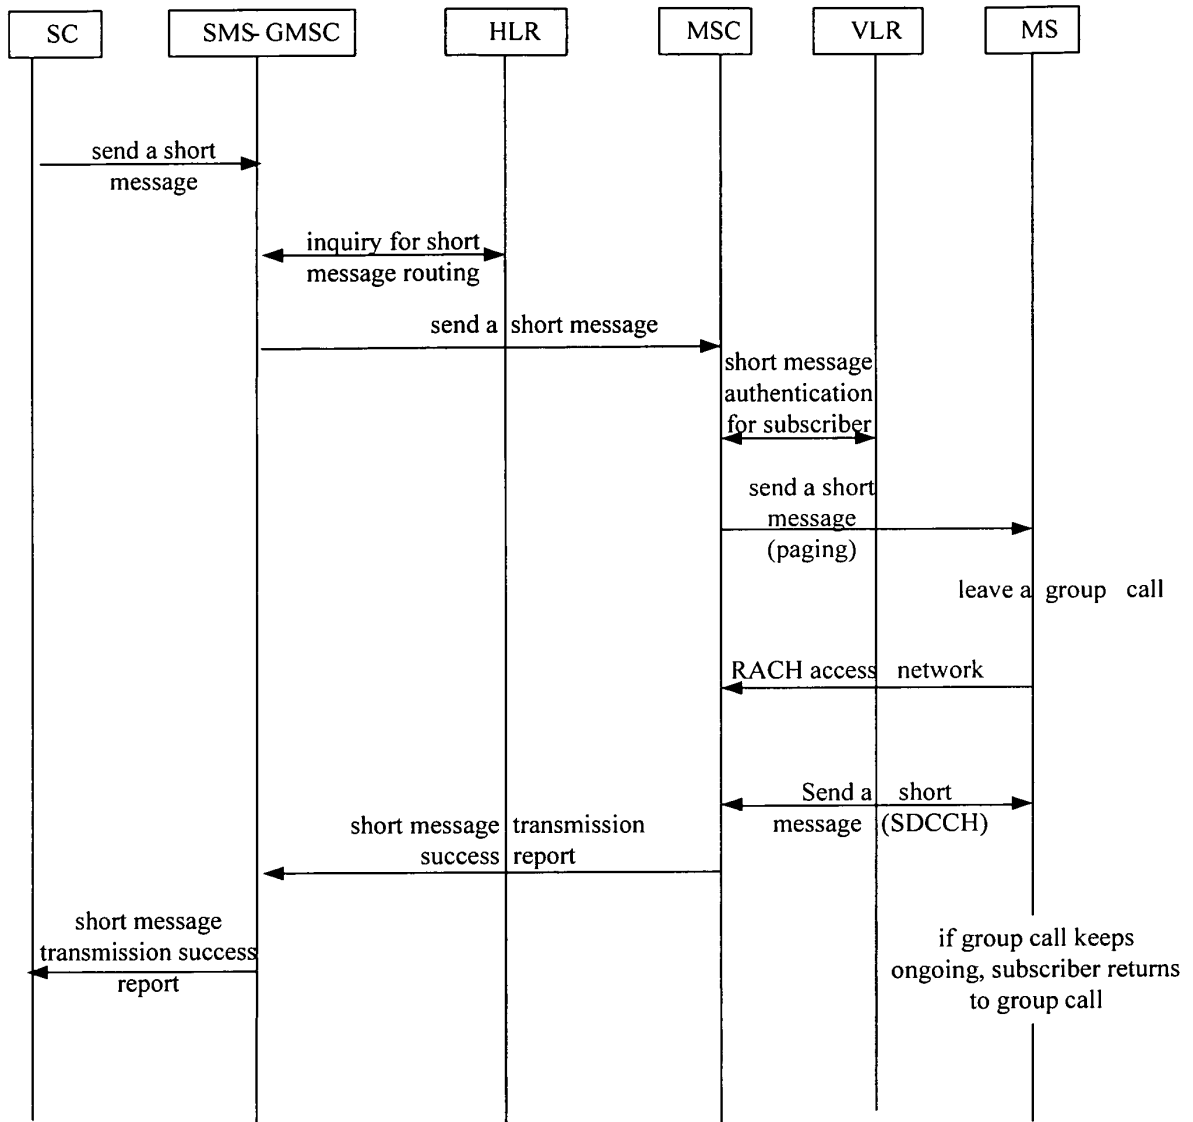 SC
SMS-GMSC
HLR
MSC
VLR
MS
send a short
message
inquiry for short
message routing
send a short message
short message
authentication
for subscriber
send a short
message
(paging)
leave a group call
RACH access network
Send a short
message (SDCCH)
short message transmission
success report
short message
transmission success
report
if group call keeps
ongoing, subscriber returns
to group call